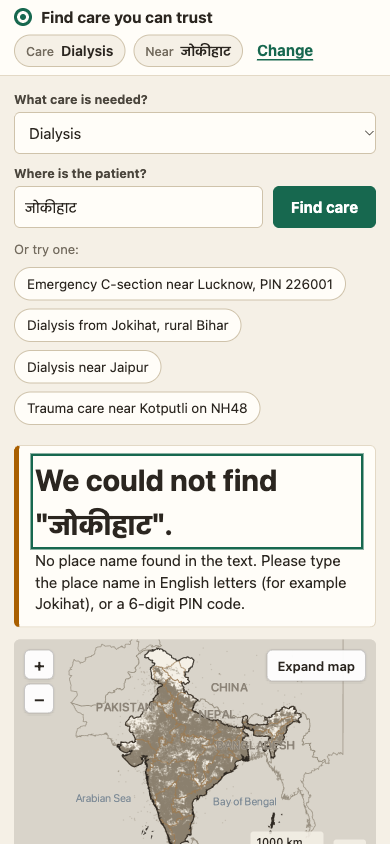 Find care you can trust
Care Dialysis Near जोकीहाट Change
What care is needed?
Dialysis
Where is the patient?
जोकीहाट Find care
Or try one:
Emergency C-section near Lucknow, PIN 226001
Dialysis from Jokihat, rural Bihar
Dialysis near Jaipur
Trauma care near Kotputli on NH48
We could not find
"जोकीहाट".
No place name found in the text. Please type
the place name in English letters (for example
Jokihat), or a 6-digit PIN code.
+ Expand map
−
CHINA
PAKISTAN NEPAL
BANGLADESH
Arabian Sea Bay of Bengal
1000 km